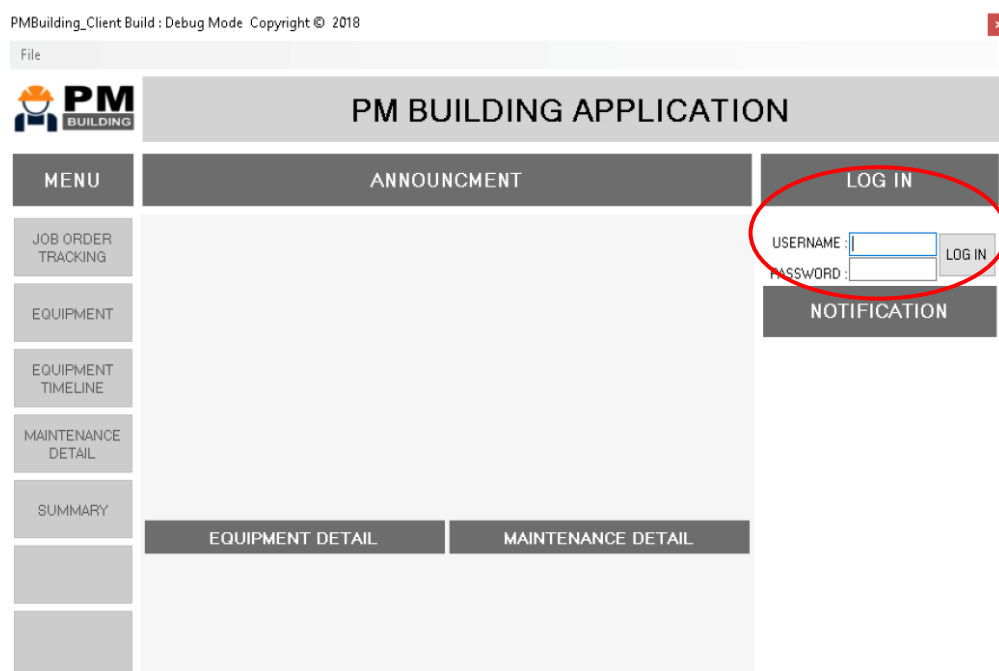 PMBuilding_Client Build : Debug Mode Copyright © 2018
x
File
PM
BUILDING
PM BUILDING APPLICATION
MENU
ANNOUNCMENT
LOG IN
JOB ORDER
TRACKING
USERNAME :
LOG IN
PASSWORD :
EQUIPMENT
NOTIFICATION
EQUIPMENT
TIMELINE
MAINTENANCE
DETAIL
SUMMARY
EQUIPMENT DETAIL
MAINTENANCE DETAIL